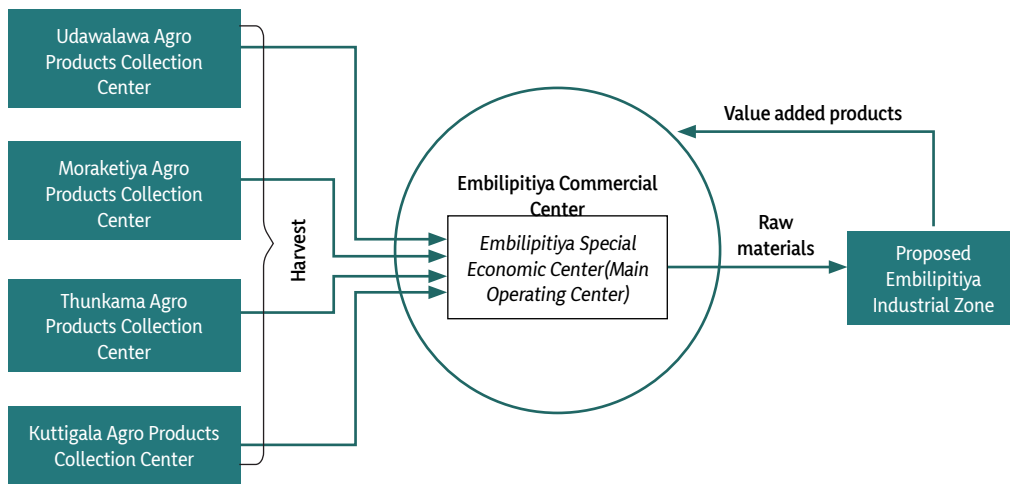 Udawalawa Agro
Products Collection
Center
Moraketiya Agro
Products Collection
Center
Thunkama Agro
Products Collection
Center
Kuttigala Agro Products
Collection Center
Harvest
Embilipitiya Commercial
Center
Embilipitiya Special
Economic Center(Main
Operating Center)
Value added products
Raw
materials
Proposed
Embilipitiya
Industrial Zone